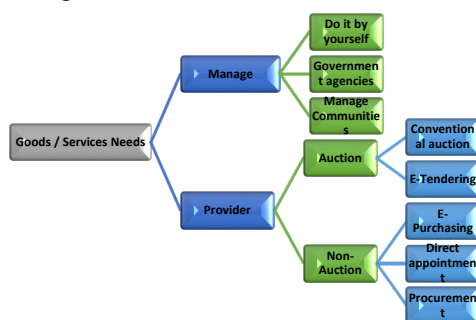 Do it by
yourself
Governmen
t agencies
Manage
Manage
Communitie
s
Goods / Services Needs
Convention
al auction
Auction
E-Tendering
Provider
E-
Purchasing
Non-
Auction
Direct
appointmen
t
Procuremen
t